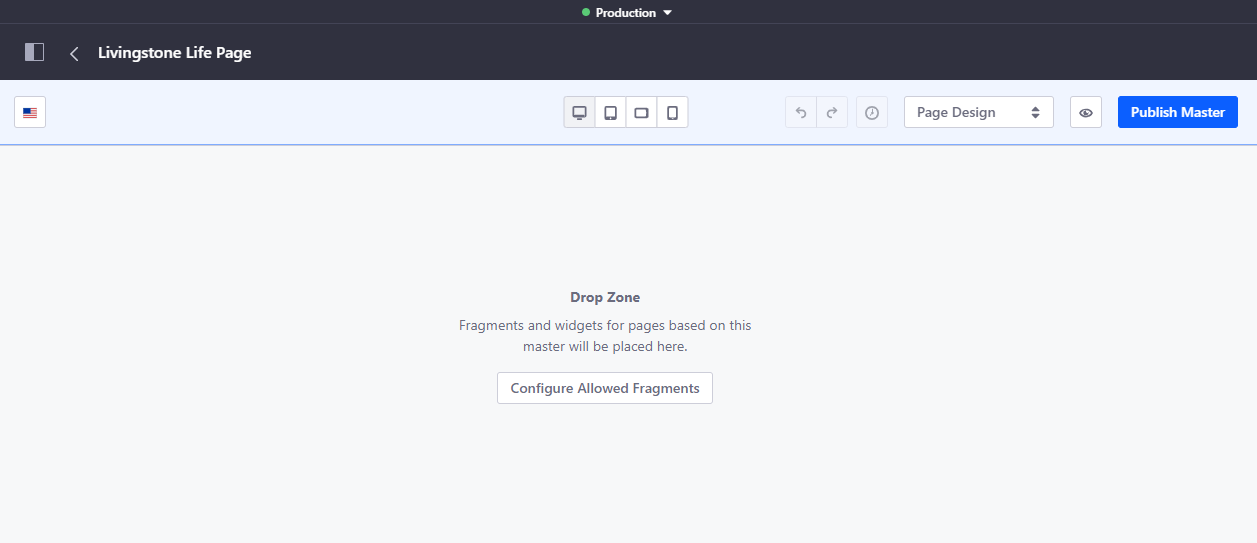 Production
Livingstone Life Page
Page Design
Publish Master
Drop Zone
Fragments and widgets for pages based on this
master will be placed here.
Configure Allowed Fragments